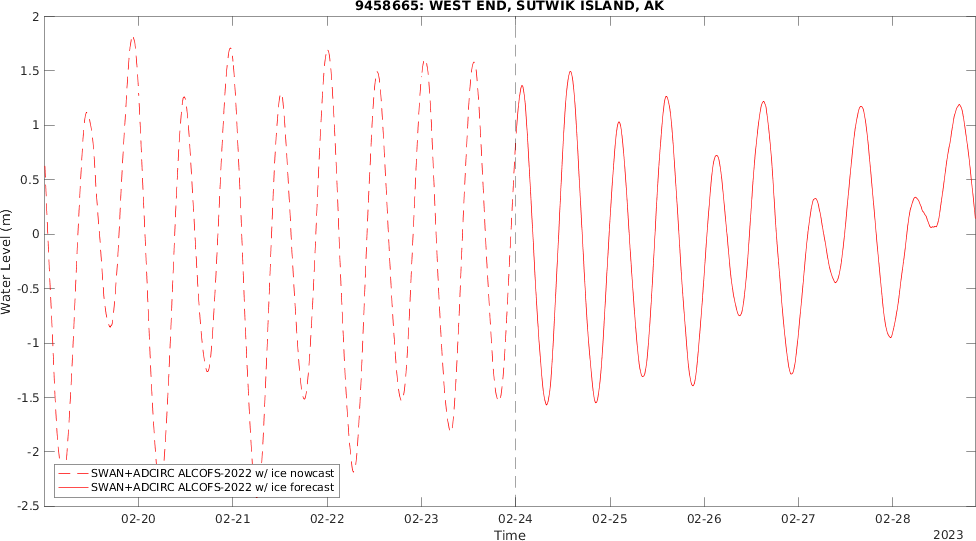 9458665: WEST END, SUTWIK ISLAND, AK
2
1.5
1
0.5
0
-0.5
-1
-1.5
-2
-2.5
Water Level (m)
SWAN+ADCIRC ALCOFS-2022 w/ ice nowcast
SWAN+ADCIRC ALCOFS-2022 w/ ice forecast
02-20 02-21 02-22 02-23 02-24 02-25 02-26 02-27 02-28
Time
2023